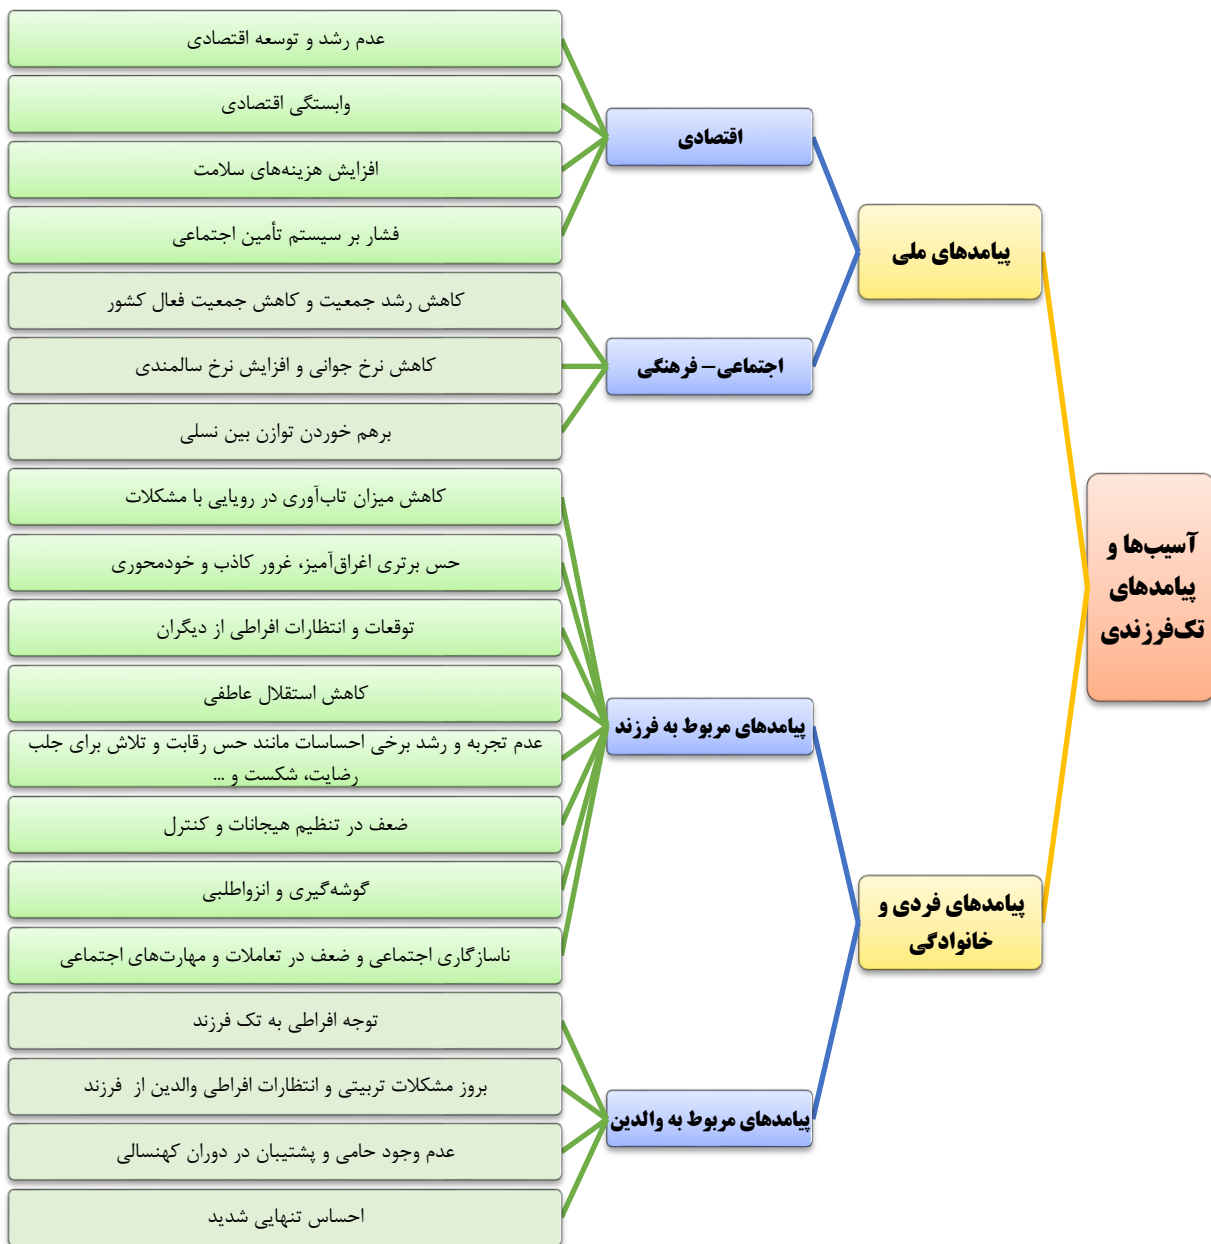 آسیب‌ها و
پیامدهای
تک‌فرزندی
پیامدهای ملی
اقتصادی
عدم رشد و توسعه اقتصادی
وابستگی اقتصادی
افزایش هزینه‌های سلامت
فشار بر سیستم تأمین اجتماعی
اجتماعی- فرهنگی
کاهش رشد جمعیت و کاهش جمعیت فعال کشور
کاهش نرخ جوانی و افزایش نرخ سالمندی
برهم خوردن توازن بین نسلی
پیامدهای فردی و
خانوادگی
پیامدهای مربوط به فرزند
کاهش میزان تاب‌آوری در رویایی با مشکلات
حس برتری اغراق‌آمیز، غرور کاذب و خودمحوری
توقعات و انتظارات افراطی از دیگران
کاهش استقلال عاطفی
عدم تجربه و رشد برخی احساسات مانند حس رقابت و تلاش برای جلب
رضایت، شکست و ...
ضعف در تنظیم هیجانات و کنترل
گوشه‌گیری و انزواطلبی
ناسازگاری اجتماعی و ضعف در تعاملات و مهارت‌های اجتماعی
پیامدهای مربوط به والدین
توجه افراطی به تک فرزند
بروز مشکلات تربیتی و انتظارات افراطی والدین از فرزند
عدم وجود حامی و پشتیبان در دوران کهنسالی
احساس تنهایی شدید